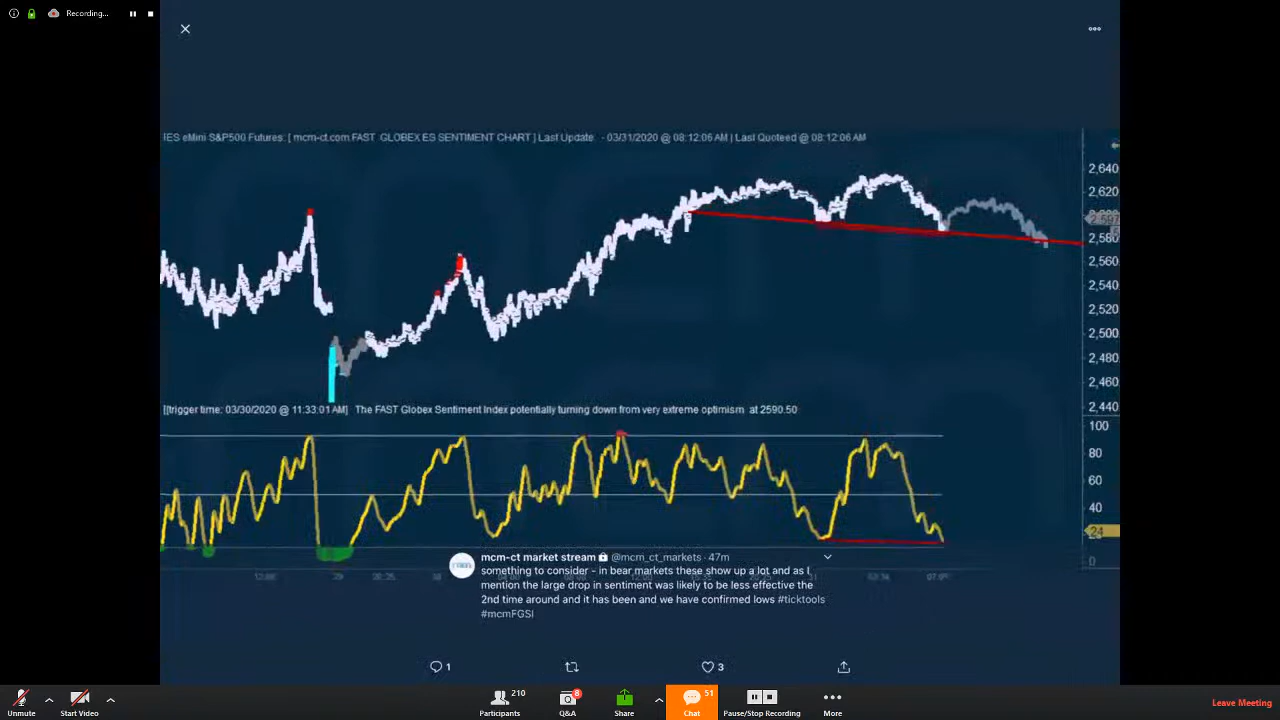 Recording...
IES eMini S&P500 Futures: [ mcm-ct.com FAST GLOBEX ES SENTIMENT CHART ] Last Update - 03/31/2020 @ 08:12:06 AM | Last Quoteed @ 08:12:06 AM
2,640
2,620
2,580
2,560
2,540
2,520
2,500
2,480
2,460
2,440
[[trigger time: 03/30/2020 @ 11:33:01 AM] The FAST Globex Sentiment Index potentially turning down from very extreme optimism at 2590.50
100
80
60
40
24
0
mcm-ct market stream @mcm_ct_markets · 47m
something to consider - in bear markets these show up a lot and as I
mention the large drop in sentiment was likely to be less effective the
2nd time around and it has been and we have confirmed lows #ticktools
#mcmFGSI
1
3
Unmute
Start Video
210
Participants
8
Q&A
Share
51
Chat
Pause/Stop Recording
More
Leave Meeting